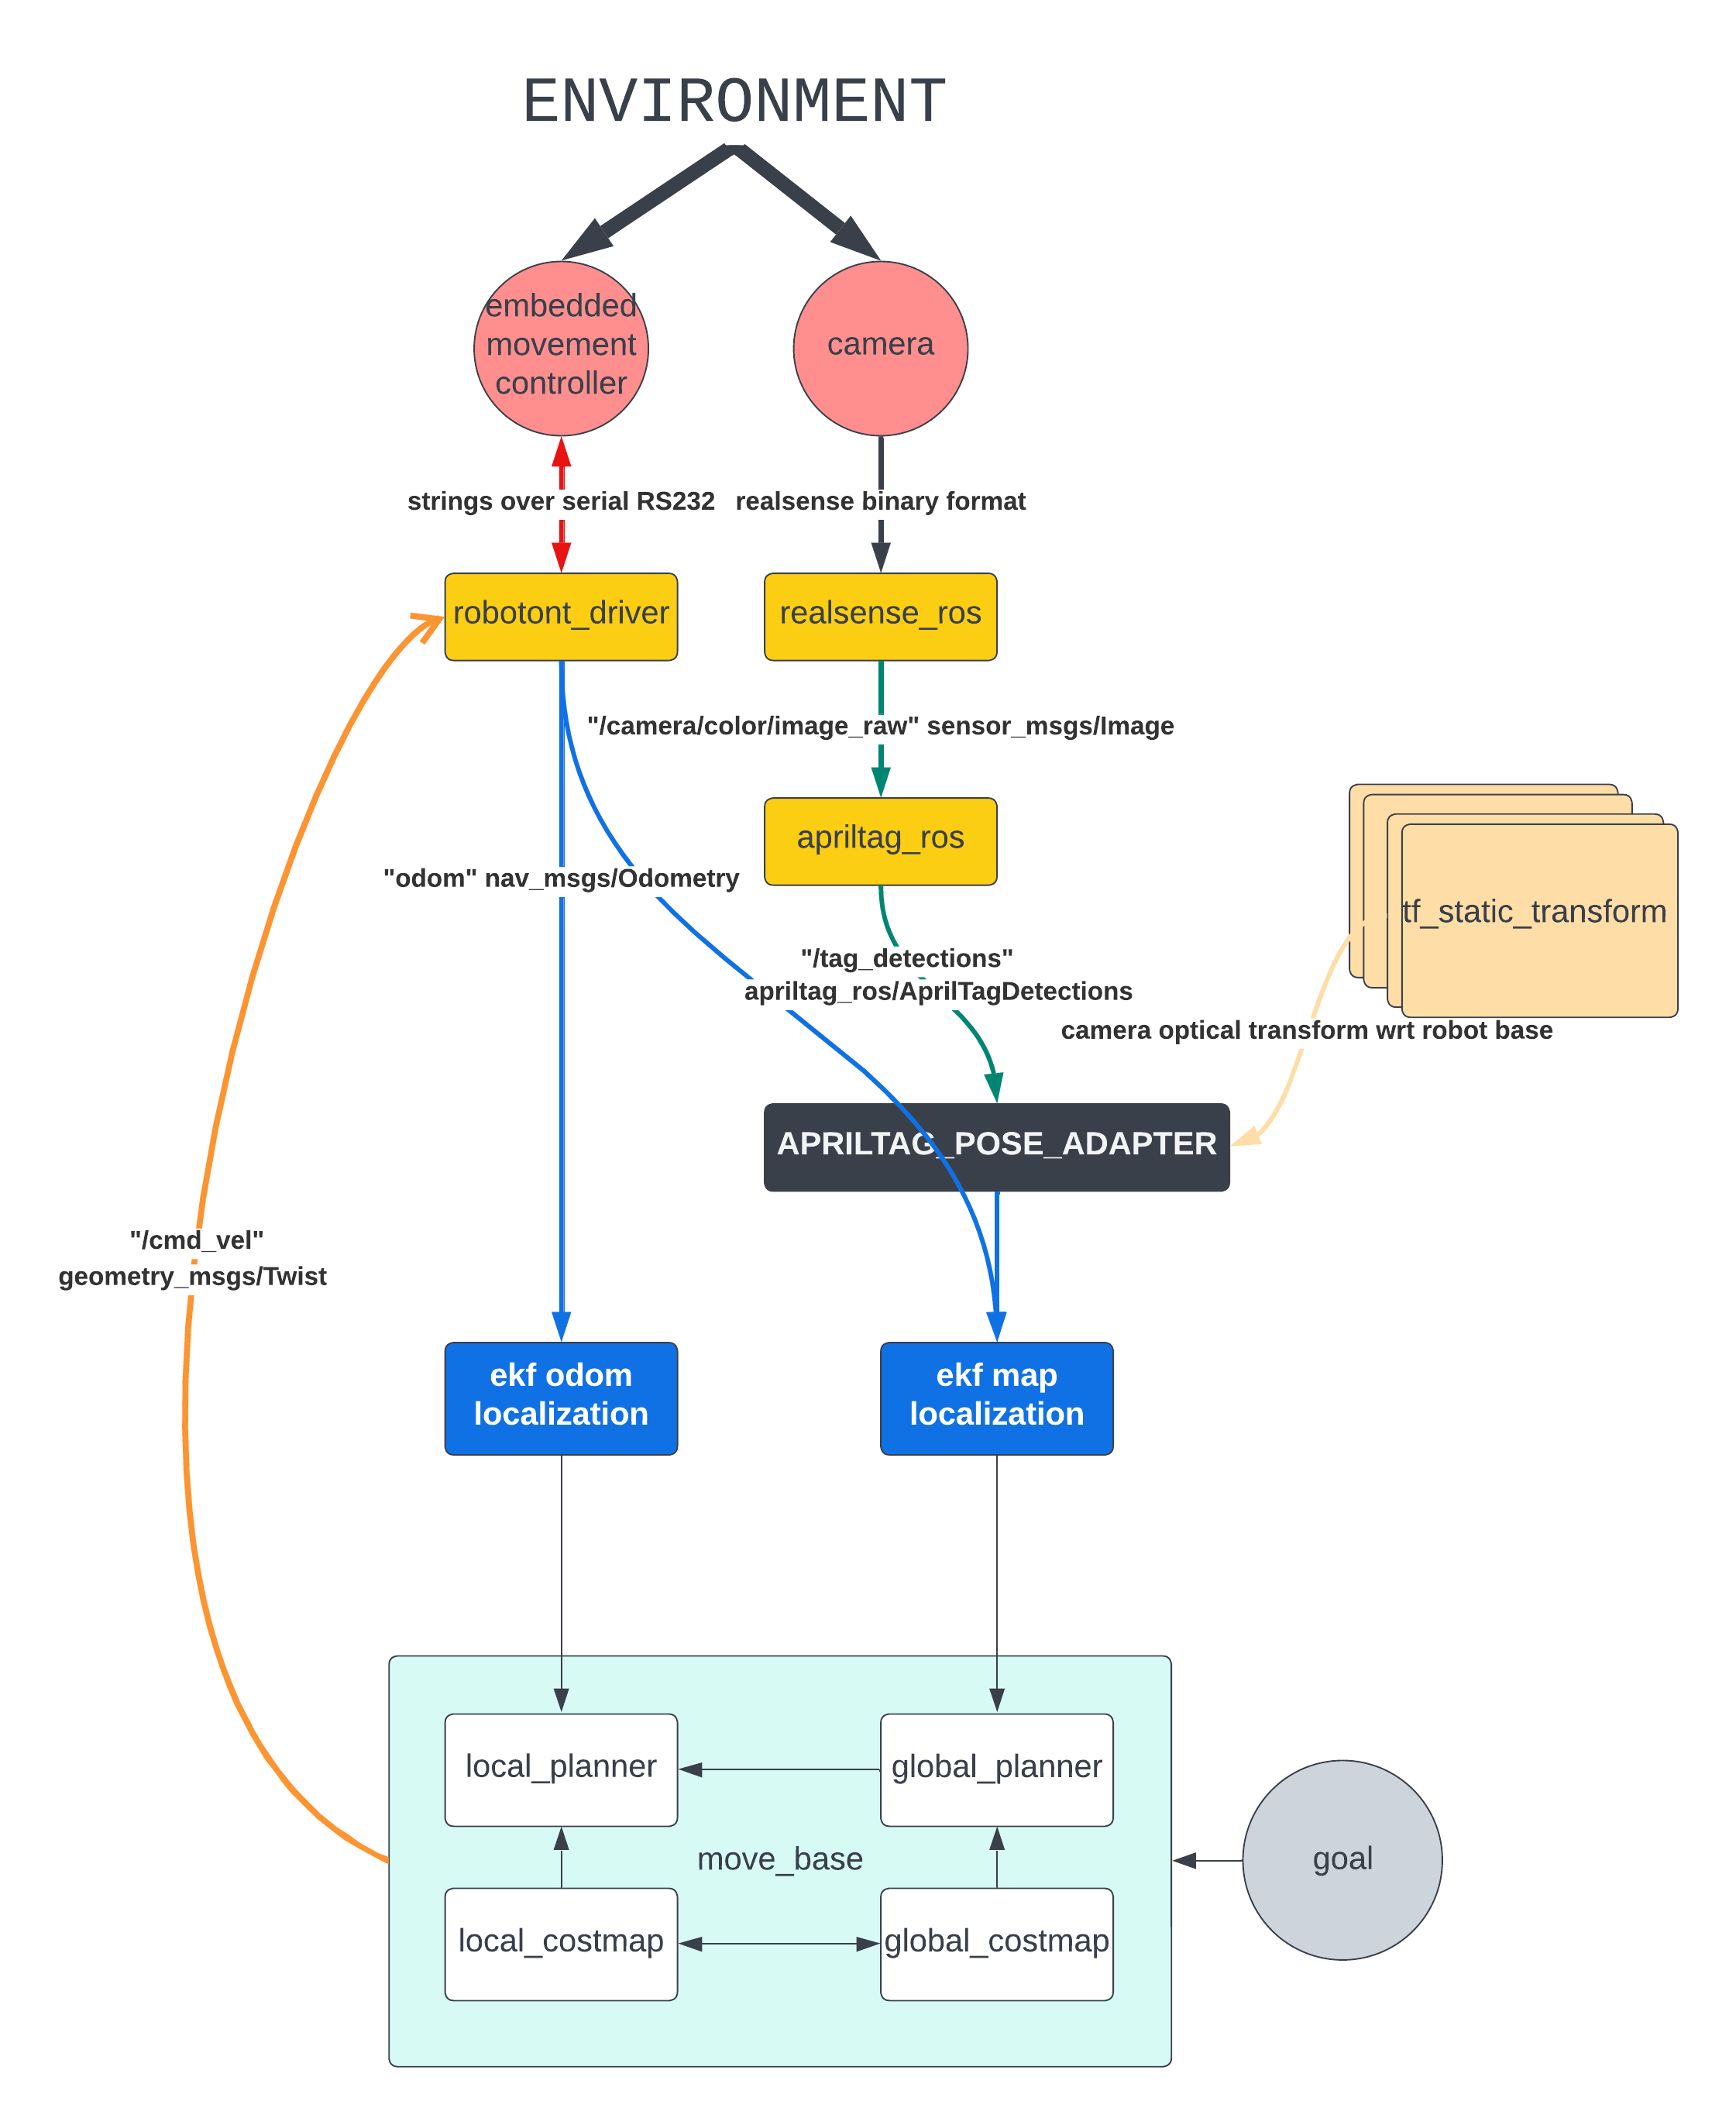 ENVIRONMENT
embedded
movement
controller
camera
strings over serial RS232
realsense binary format
robotont_driver
realsense_ros
"/camera/color/image_raw" sensor_msgs/Image
apriltag_ros
"odom" nav_msgs/Odometry
tf_static_transform
"/tag_detections"
apriltag_ros/AprilTagDetections
camera optical transform wrt robot base
APRILTAG_POSE_ADAPTER
"/cmd_vel"
geometry_msgs/Twist
ekf odom
localization
ekf map
localization
local_planner
global_planner
move_base
goal
local_costmap
global_costmap